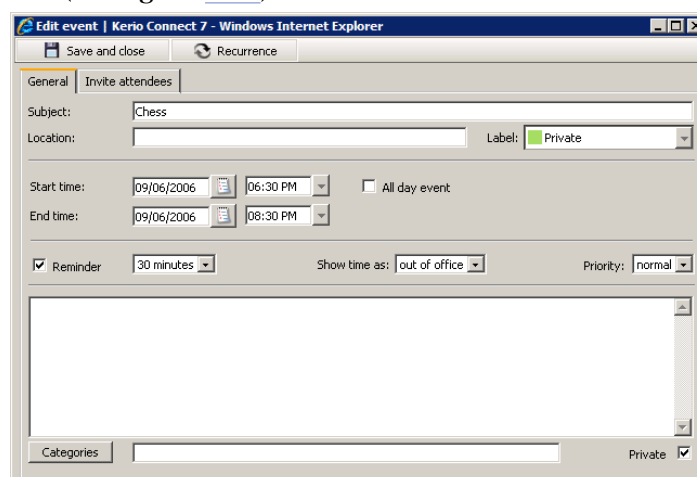 Edit event | Kerio Connect 7 - Windows Internet Explorer
Save and close Recurrence
General Invite attendees
Subject: Chess
Location: Label: Private
Start time: 09/06/2006 06:30 PM All day event
End time: 09/06/2006 08:30 PM
Reminder 30 minutes Show time as: out of office Priority: normal
Categories Private